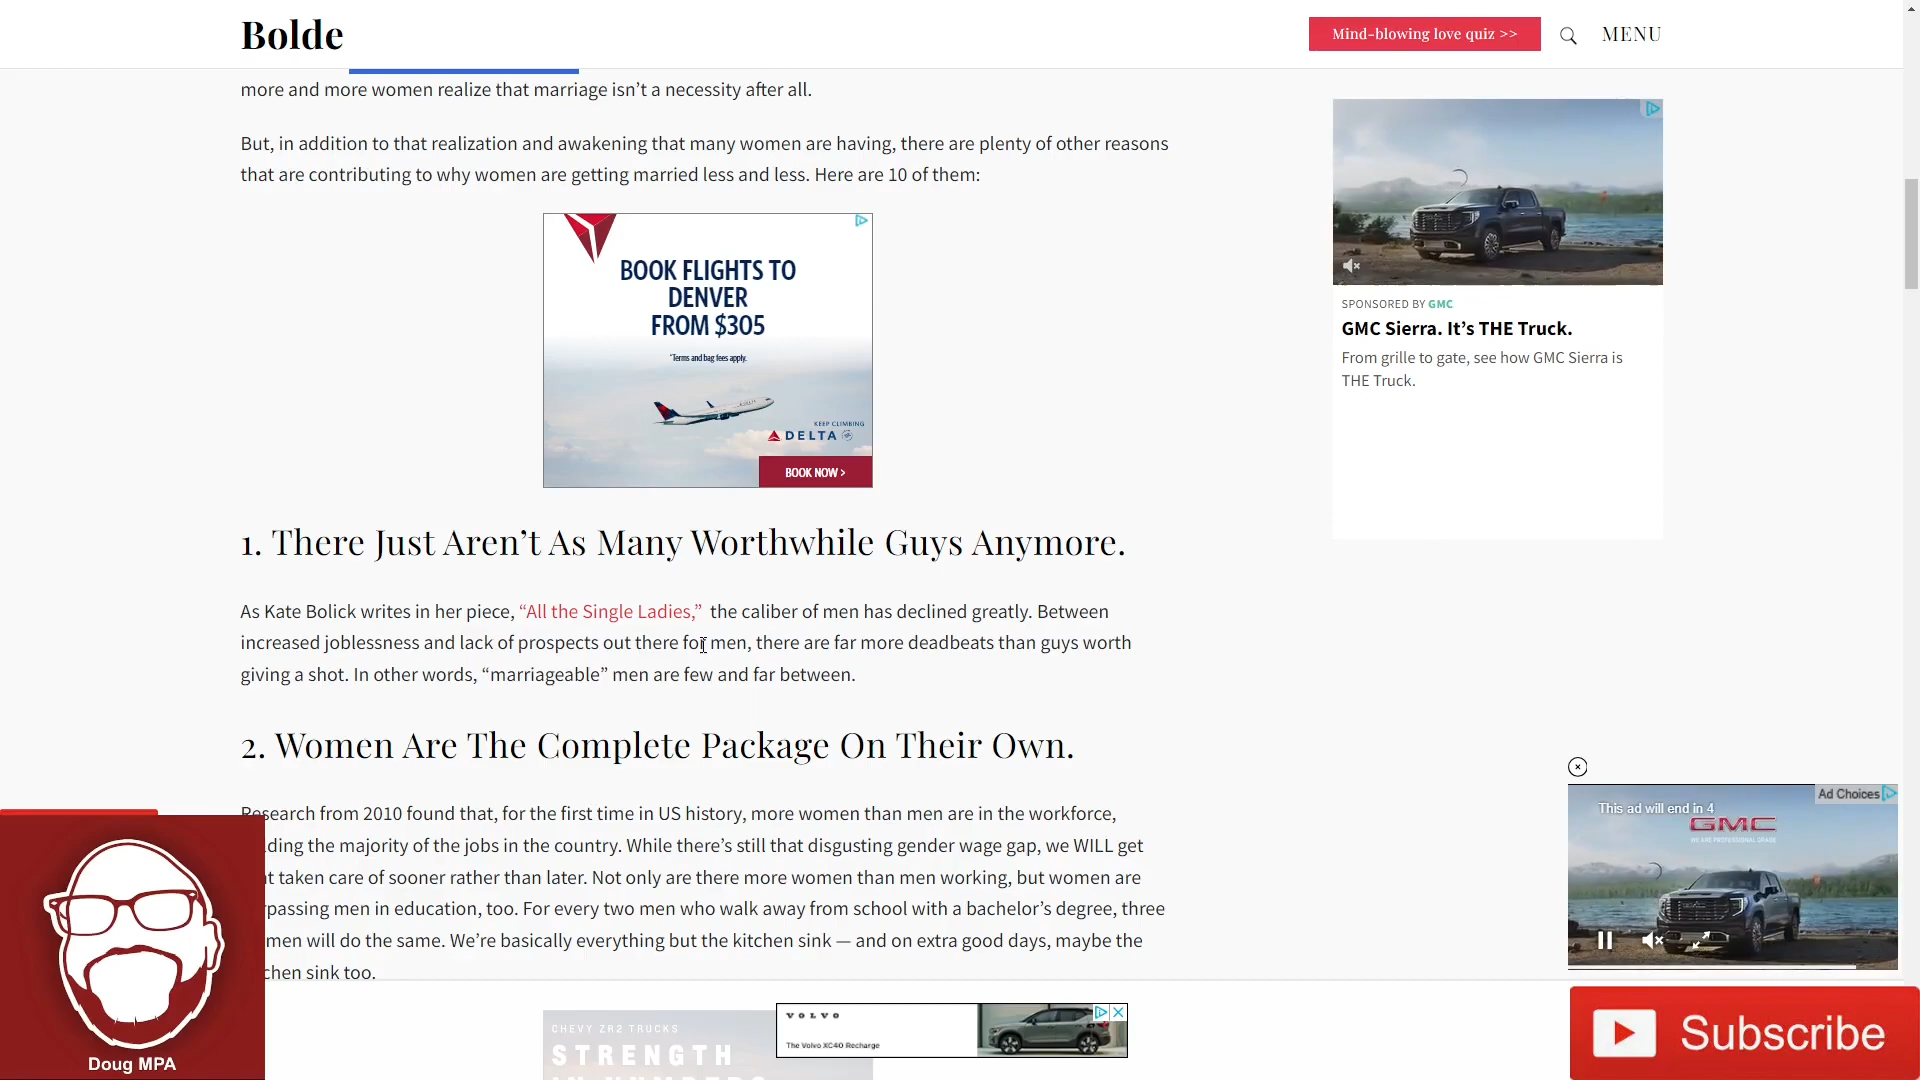 Bolde
Mind-blowing love quiz >>
MENU
more and more women realize that marriage isn’t a necessity after all.
But, in addition to that realization and awakening that many women are having, there are plenty of other reasons
that are contributing to why women are getting married less and less. Here are 10 of them:
BOOK FLIGHTS TO
DENVER
FROM $305
*Terms and bag fees apply.
KEEP CLIMBING
DELTA
BOOK NOW >
SPONSORED BY GMC
GMC Sierra. It’s THE Truck.
From grille to gate, see how GMC Sierra is
THE Truck.
1. There Just Aren’t As Many Worthwhile Guys Anymore.
As Kate Bolick writes in her piece, “All the Single Ladies,” the caliber of men has declined greatly. Between
increased joblessness and lack of prospects out there for men, there are far more deadbeats than guys worth
giving a shot. In other words, “marriageable” men are few and far between.
2. Women Are The Complete Package On Their Own.
Research from 2010 found that, for the first time in US history, more women than men are in the workforce,
ding the majority of the jobs in the country. While there’s still that disgusting gender wage gap, we WILL get
t taken care of sooner rather than later. Not only are there more women than men working, but women are
rpassing men in education, too. For every two men who walk away from school with a bachelor’s degree, three
men will do the same. We’re basically everything but the kitchen sink — and on extra good days, maybe the
chen sink too.
Ad Choices
This ad will end in 4
GMC
WE ARE PROFESSIONAL GRADE
CHEVY ZR2 TRUCKS
STRENGTH
IN NUMBERS
VOLVO
The Volvo XC40 Recharge
Doug MPA
Subscribe